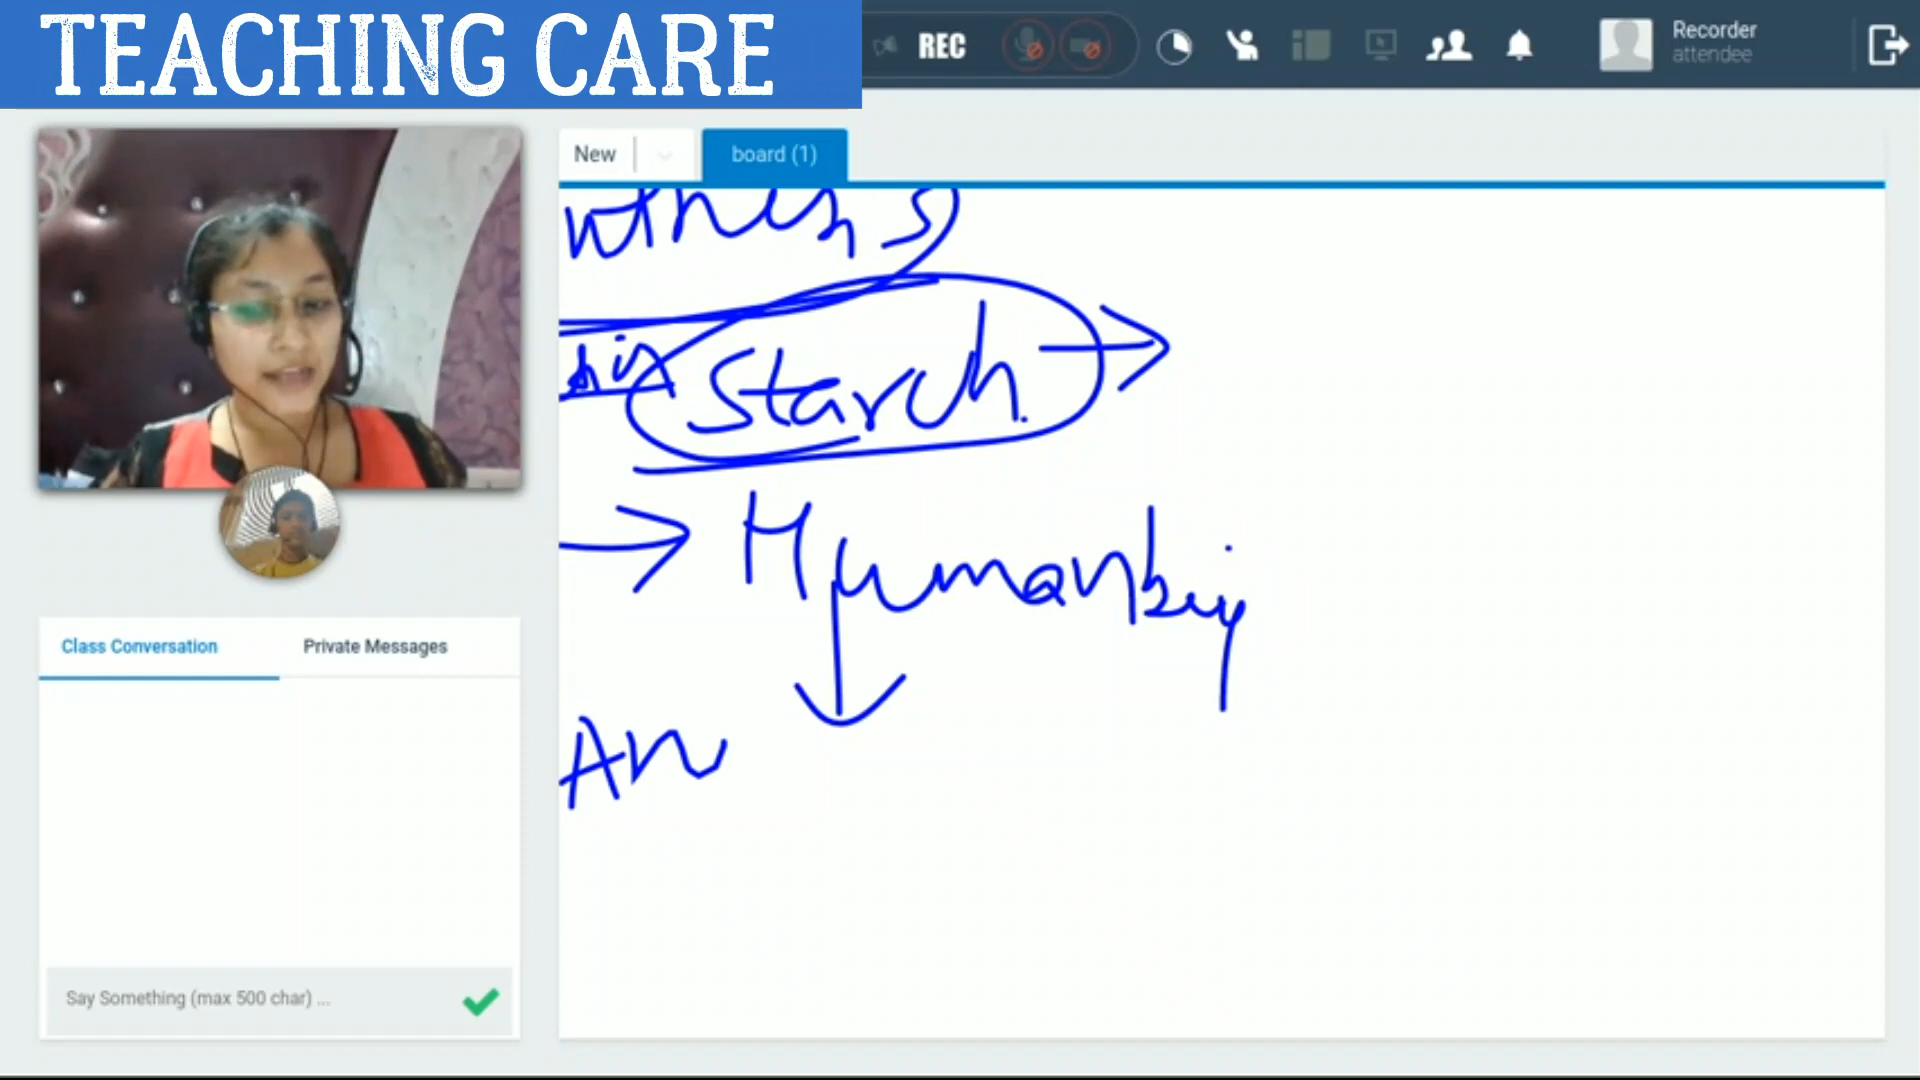 TEACHING CARE
REC
Recorder
attendee
New
board (1)
starch.
Human
Class Conversation
Private Messages
An
Say Something (max 500 char) ...